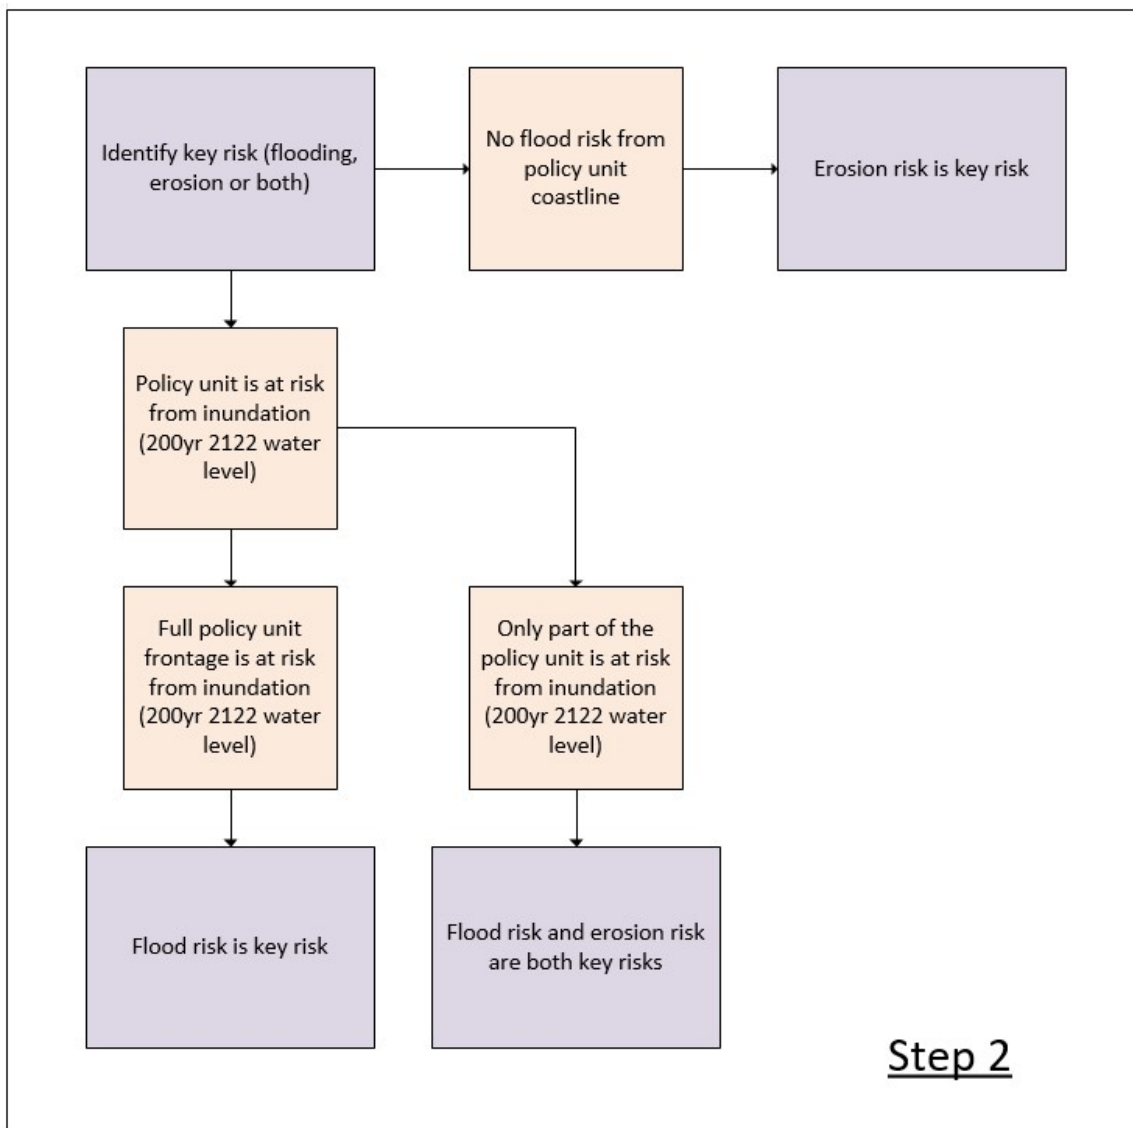 Identify key risk (flooding,
erosion or both)
No flood risk from
policy unit
coastline
Erosion risk is key risk
Policy unit is at risk
from inundation
(200yr 2122 water
level)
Full policy unit
frontage is at risk
from inundation
(200yr 2122 water
level)
Only part of the
policy unit is at risk
from inundation
(200yr 2122 water
level)
Flood risk is key risk
Flood risk and erosion risk
are both key risks
Step 2